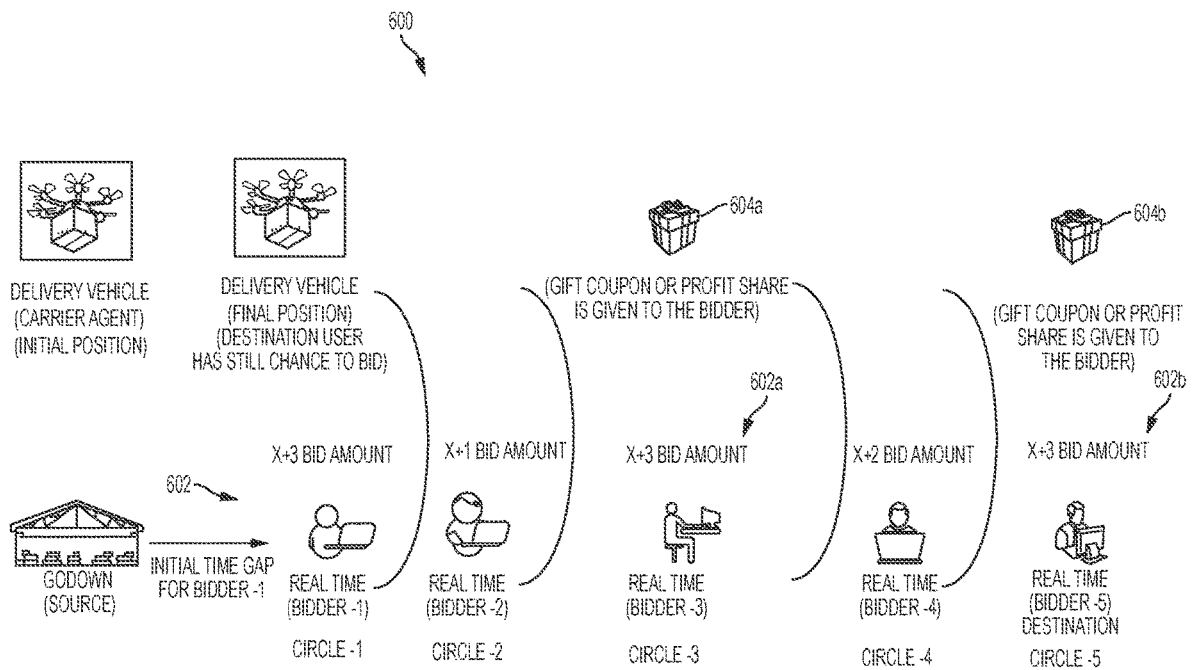 600
604a
604b
DELIVERY VEHICLE
(CARRIER AGENT)
(INITIAL POSITION)
DELIVERY VEHICLE
(FINAL POSITION)
(DESTINATION USER
HAS STILL CHANCE TO BID)
(GIFT COUPON OR PROFIT SHARE
IS GIVEN TO THE BIDDER)
(GIFT COUPON OR PROFIT
SHARE IS GIVEN TO
THE BIDDER)
602a
602b
X+3 BID AMOUNT
X+1 BID AMOUNT
X+3 BID AMOUNT
X+2 BID AMOUNT
X+3 BID AMOUNT
602
GODOWN
(SOURCE)
INITIAL TIME GAP
FOR BIDDER -1
REAL TIME
(BIDDER -1)
CIRCLE -1
REAL TIME
(BIDDER -2)
CIRCLE -2
REAL TIME
(BIDDER -3)
CIRCLE -3
REAL TIME
(BIDDER -4)
CIRCLE -4
REAL TIME
(BIDDER -5)
DESTINATION
CIRCLE -5